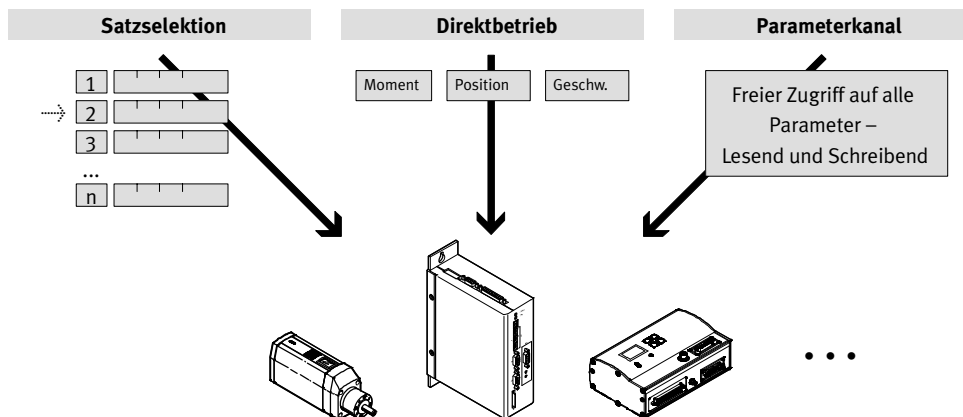 Satzselektion
Direktbetrieb
Parameterkanal
1
2
3
...
n
Moment
Position
Geschw.
Freier Zugriff auf alle
Parameter –
Lesend und Schreibend
...